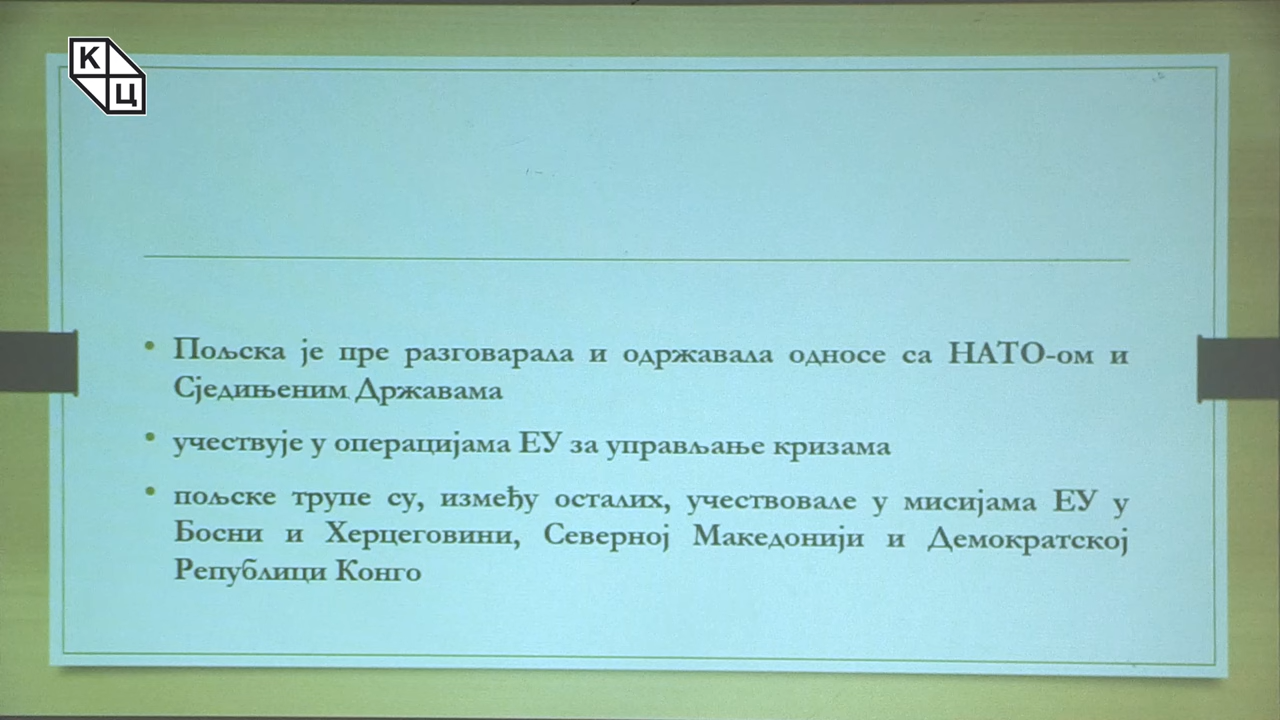 К
Ц
• Пољска је пре разговарала и одржавала односе са НАТО-ом и
Сједињеним Државама
• учествује у операцијама ЕУ за управљање кризама
• пољске трупе су, између осталих, учествовале у мисијама ЕУ у
Босни и Херцеговини, Северној Македонији и Демократској
Републици Конго